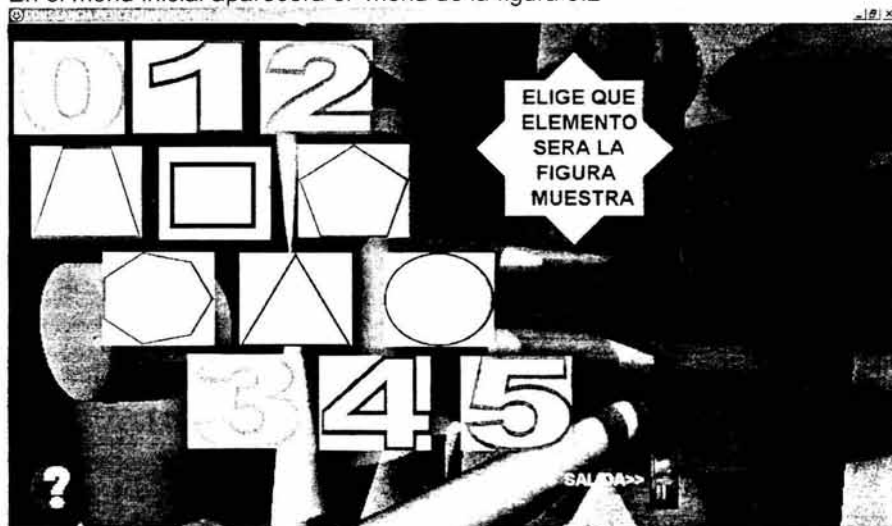 En el menú inicial aparecerá el menú de la figura 3.2
0 1 2
ELIGE QUE
ELEMENTO
SERA LA
FIGURA
MUESTRA
3 4 5
?
SALIDA>>